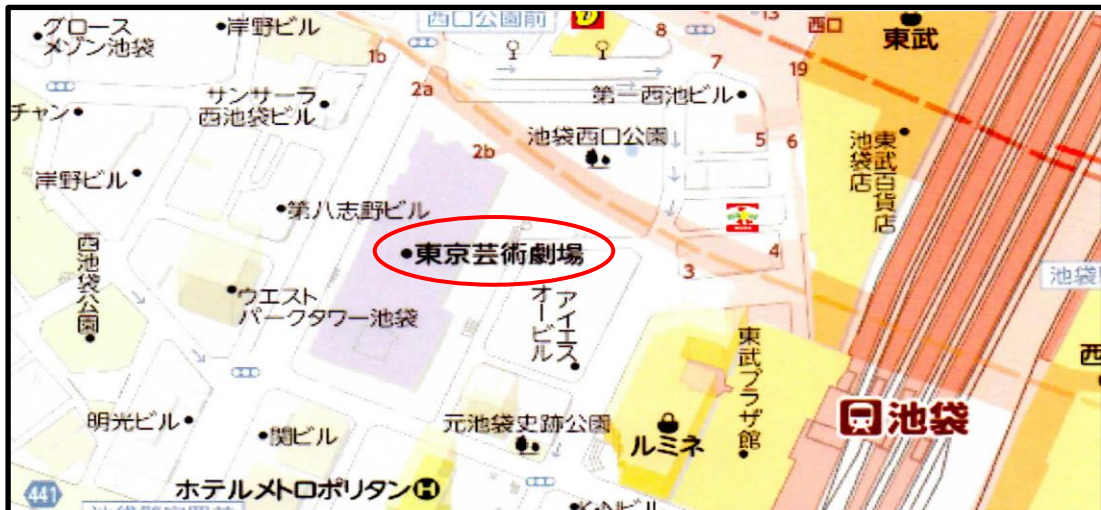 グロース
メゾン池袋
岸野ビル
西口公園前
8
13
西口
東武
1b
7
19
サンサーラ
西池袋ビル
2a
第一西池ビル
チャン
池袋西口公園
5
6
東武百貨店
池袋店
2b
岸野ビル
第八志野ビル
東京芸術劇場
4
3
池袋
西池袋公園
ウエスト
パークタワー池袋
アイエス
オービル
東武プラザ館
西
明光ビル
関ビル
元池袋史跡公園
ルミネ
池袋
441
ホテルメトロポリタン
H
K・Nビル